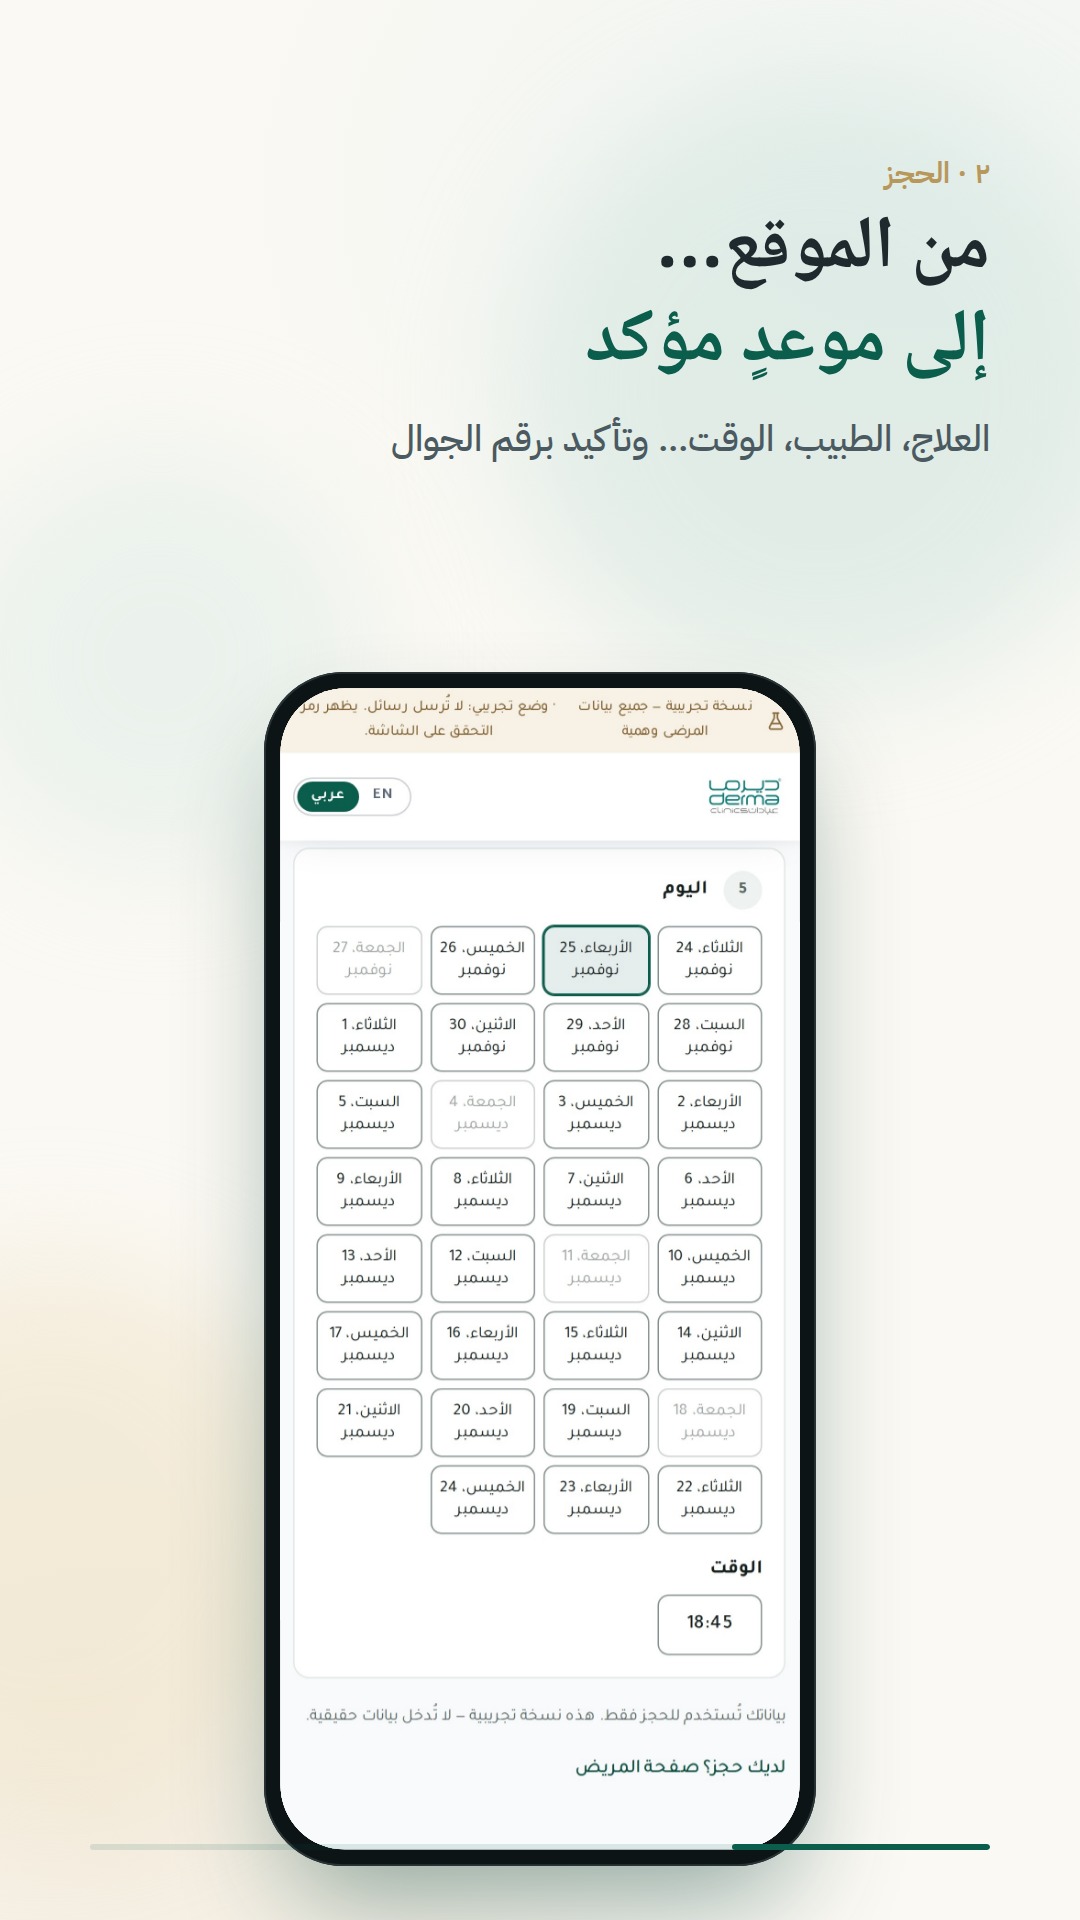 ٢ · الحجز
من الموقع...
إلى موعدٍ مؤكد
العلاج، الطبيب، الوقت... وتأكيد برقم الجوال
نسخة تجريبية – جميع بيانات المرضى وهمية
· وضع تجريبي: لا تُرسل رسائل. يظهر رمز التحقق على الشاشة.
ديرما
derma
clinics عيادات
EN
عربي
5
اليوم
الثلاثاء، 24 نوفمبر
الأربعاء، 25 نوفمبر
الخميس، 26 نوفمبر
الجمعة، 27 نوفمبر
السبت، 28 نوفمبر
الأحد، 29 نوفمبر
الاثنين، 30 نوفمبر
الثلاثاء، 1 ديسمبر
الأربعاء، 2 ديسمبر
الخميس، 3 ديسمبر
الجمعة، 4 ديسمبر
السبت، 5 ديسمبر
الأحد، 6 ديسمبر
الاثنين، 7 ديسمبر
الثلاثاء، 8 ديسمبر
الأربعاء، 9 ديسمبر
الخميس، 10 ديسمبر
الجمعة، 11 ديسمبر
السبت، 12 ديسمبر
الأحد، 13 ديسمبر
الاثنين، 14 ديسمبر
الثلاثاء، 15 ديسمبر
الأربعاء، 16 ديسمبر
الخميس، 17 ديسمبر
الجمعة، 18 ديسمبر
السبت، 19 ديسمبر
الأحد، 20 ديسمبر
الاثنين، 21 ديسمبر
الثلاثاء، 22 ديسمبر
الأربعاء، 23 ديسمبر
الخميس، 24 ديسمبر
الوقت
18:45
بياناتك تُستخدم للحجز فقط. هذه نسخة تجريبية – لا تُدخل بيانات حقيقية.
لديك حجز؟ صفحة المريض